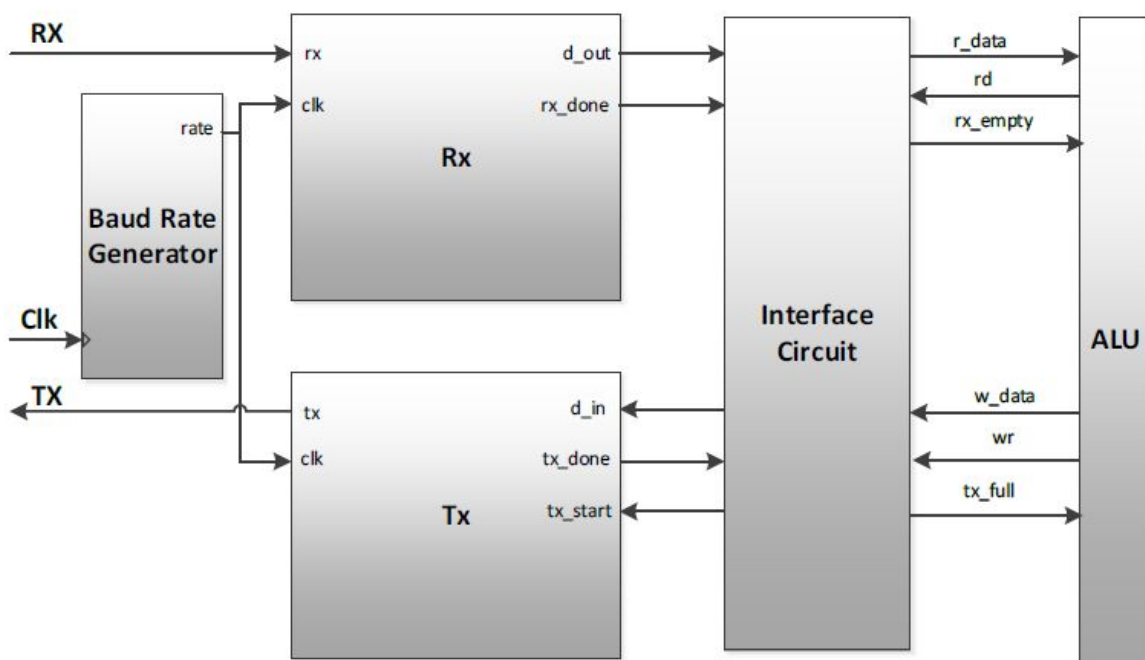 RX
rx
d_out
clk
rx_done
Rx
rate
Baud Rate
Generator
Clk
TX
tx
d_in
clk
tx_done
tx_start
Tx
Interface
Circuit
r_data
rd
rx_empty
w_data
wr
tx_full
ALU